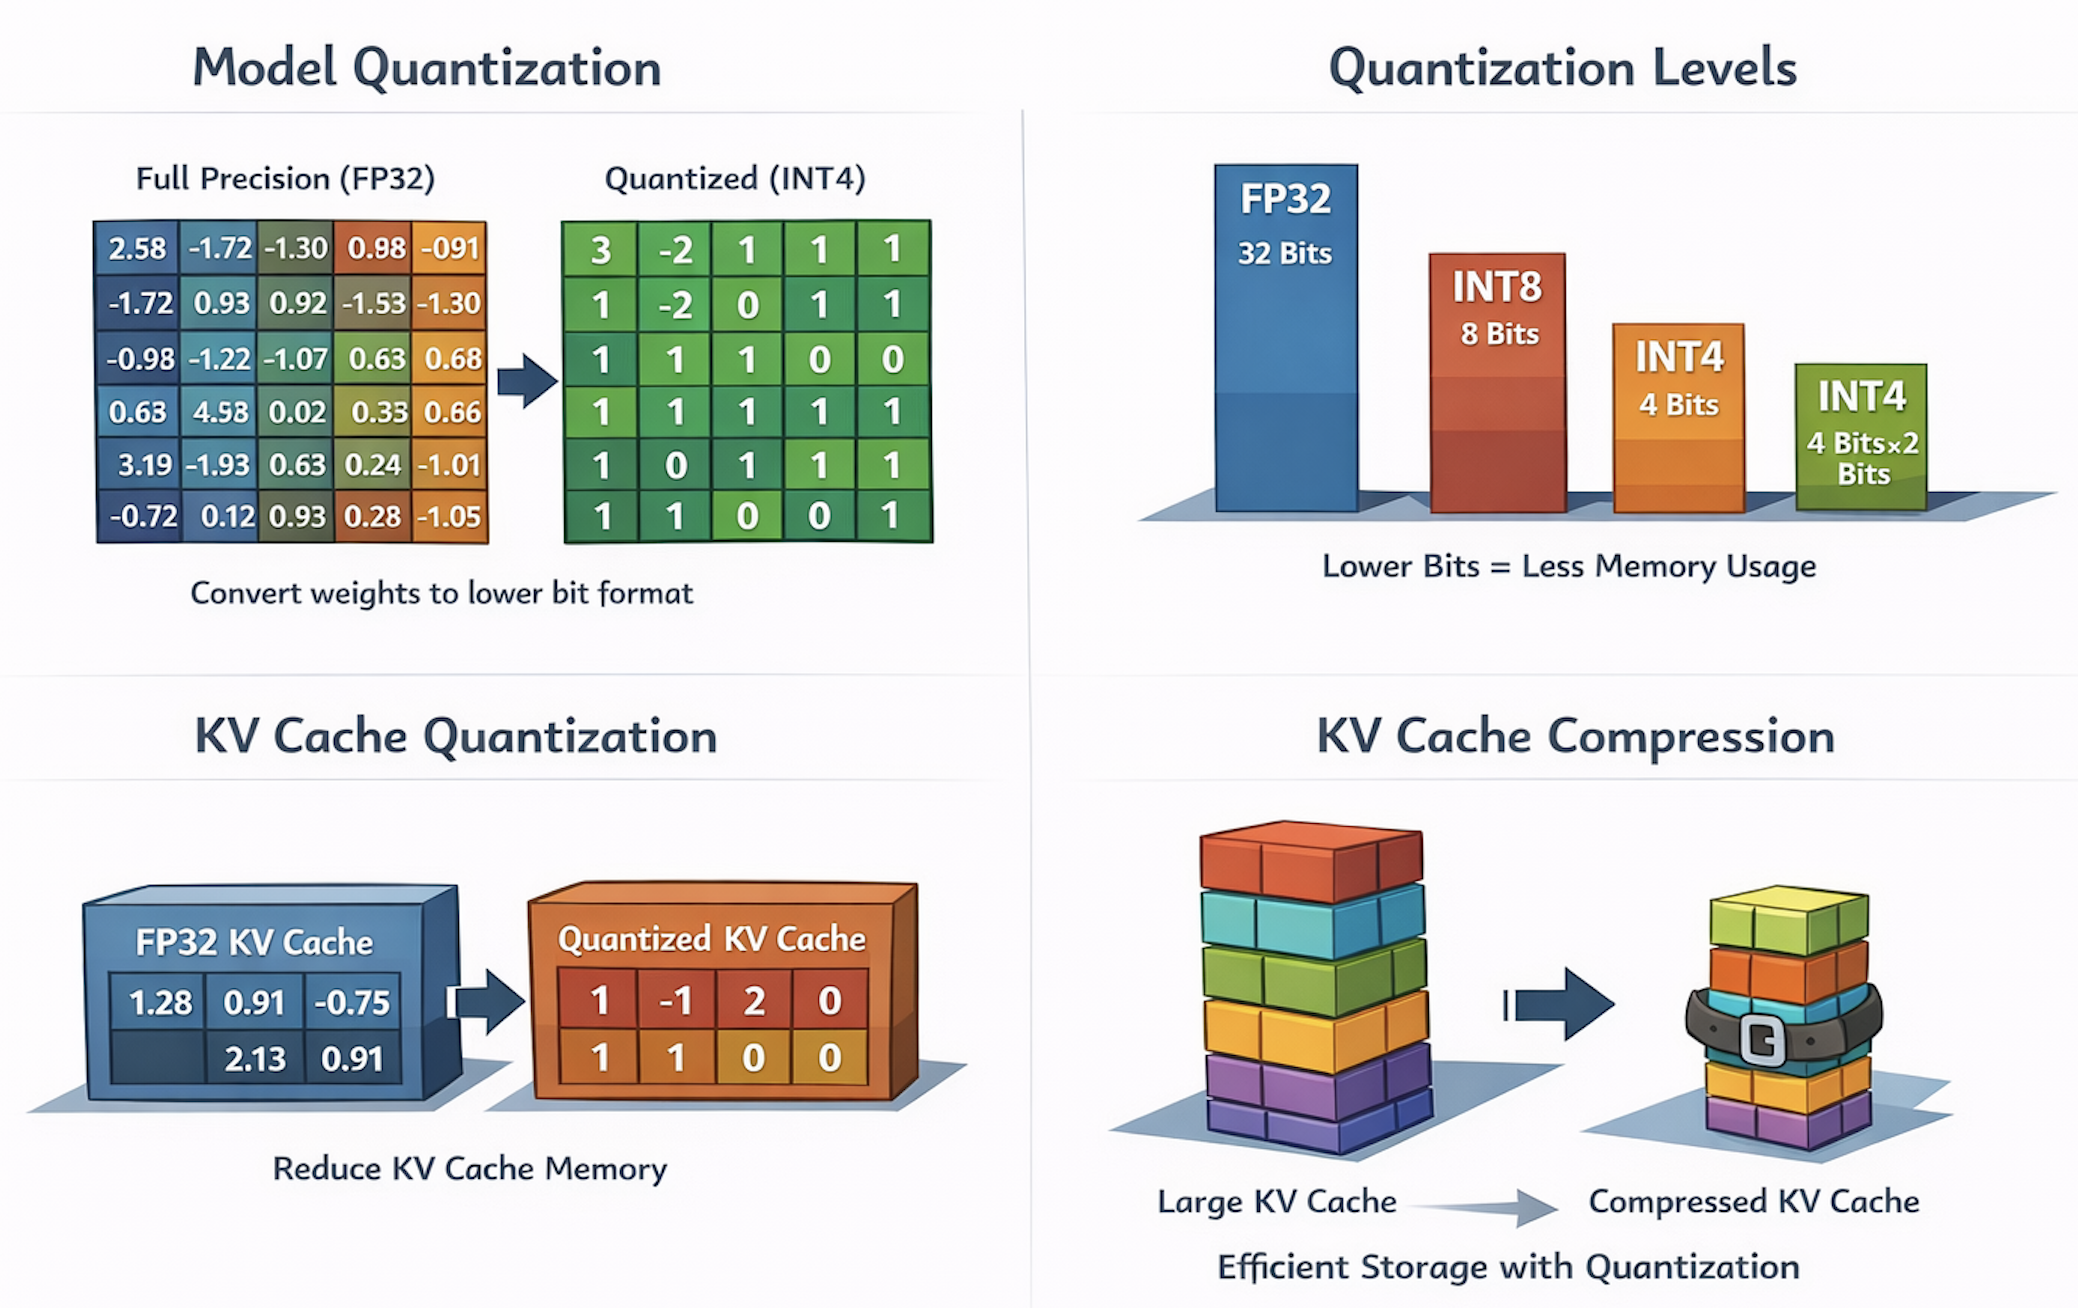 Model Quantization
Full Precision (FP32)
2.58 -1.72 -1.30 0.98 -091
-1.72 0.93 0.92 -1.53 -1.30
-0.98 -1.22 -1.07 0.63 0.68
0.63 4.58 0.02 0.33 0.66
3.19 -1.93 0.63 0.24 -1.01
-0.72 0.12 0.93 0.28 -1.05
Quantized (INT4)
3 -2 1 1 1
1 -2 0 1 1
1 1 1 0 0
1 1 1 1 1
1 0 1 1 1
1 1 0 0 1
Convert weights to lower bit format
Quantization Levels
FP32
32 Bits
INT8
8 Bits
INT4
4 Bits
INT4
4 Bits×2
Bits
Lower Bits = Less Memory Usage
KV Cache Quantization
FP32 KV Cache
1.28 0.91 -0.75
2.13 0.91
Quantized KV Cache
1 -1 2 0
1 1 0 0
Reduce KV Cache Memory
KV Cache Compression
Large KV Cache
Compressed KV Cache
Efficient Storage with Quantization